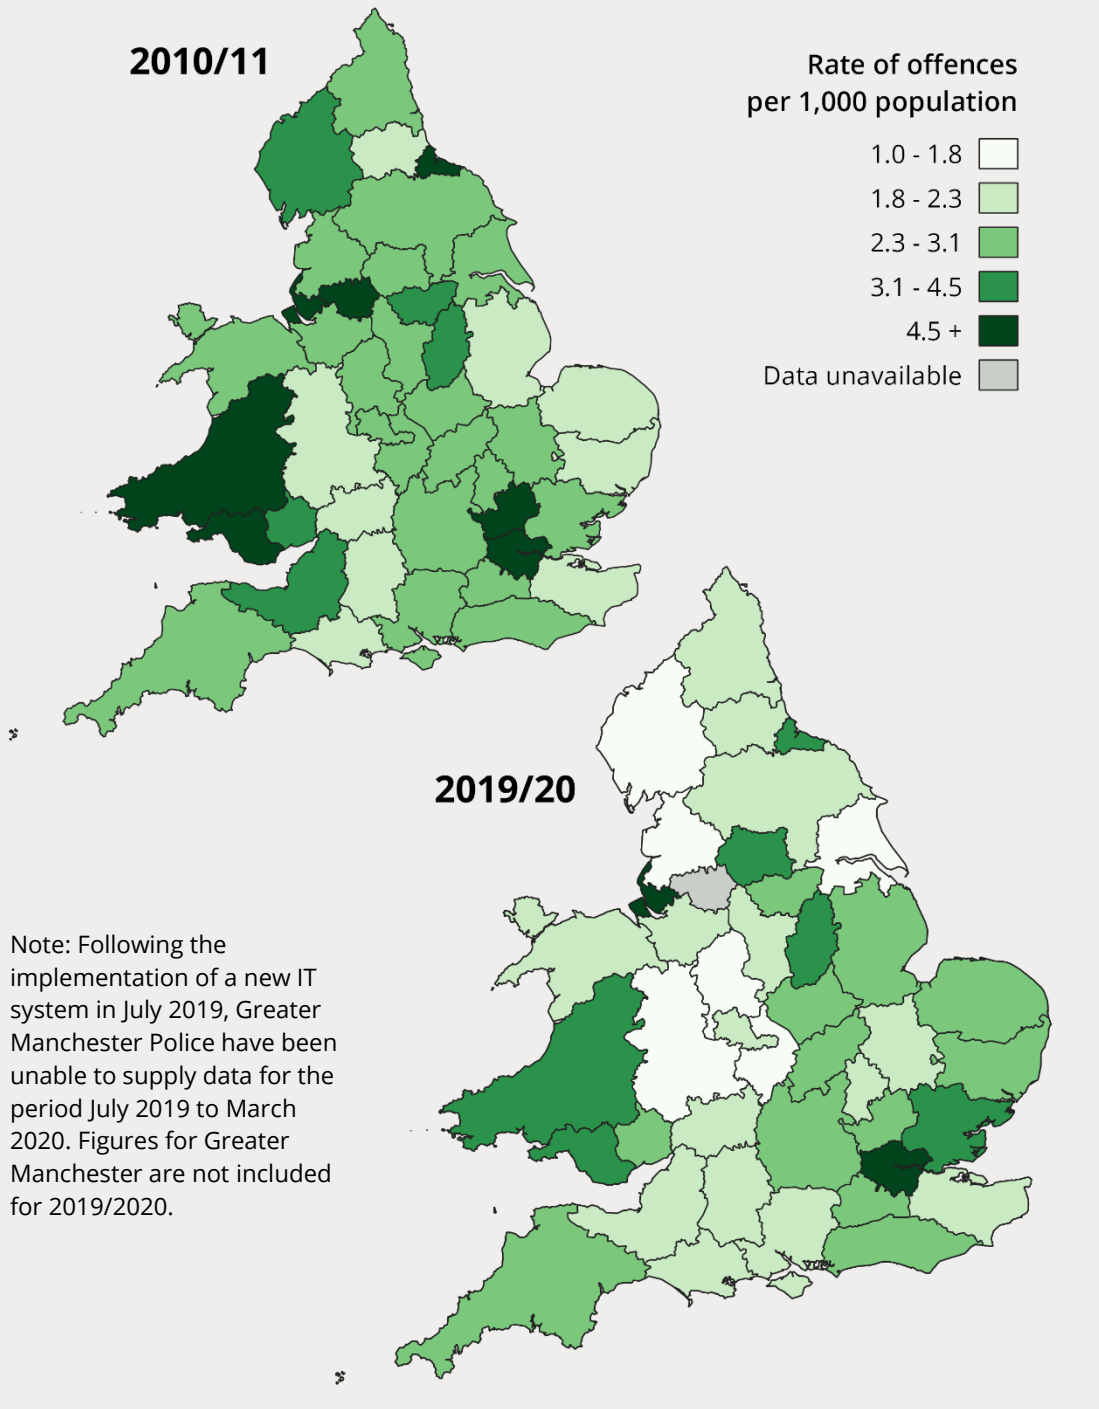 2010/11
Rate of offences
per 1,000 population
1.0 - 1.8
1.8 - 2.3
2.3 - 3.1
3.1 - 4.5
4.5 +
Data unavailable
2019/20
Note: Following the
implementation of a new IT
system in July 2019, Greater
Manchester Police have been
unable to supply data for the
period July 2019 to March
2020. Figures for Greater
Manchester are not included
for 2019/2020.